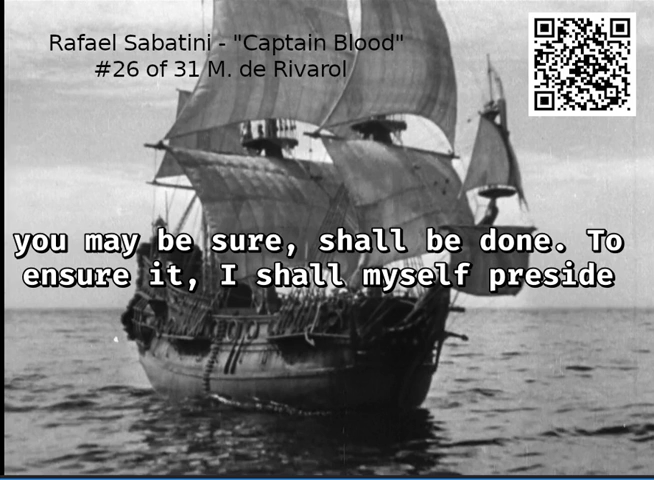 Rafael Sabatini - "Captain Blood"
#26 of 31 M. de Rivarol
you may be sure, shall be done. To
ensure it, I shall myself preside